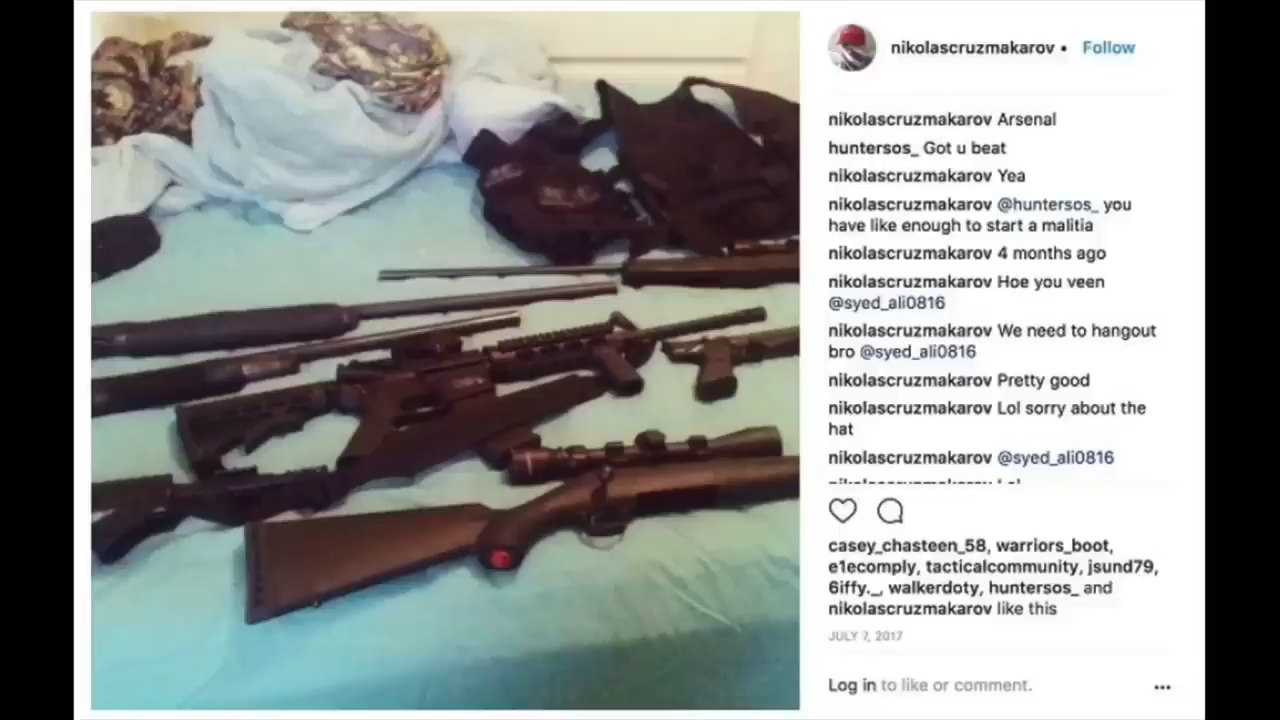 nikolascruzmakarov • Follow
nikolascruzmakarov Arsenal
huntersos_ Got u beat
nikolascruzmakarov Yea
nikolascruzmakarov @huntersos_ you
have like enough to start a malitia
nikolascruzmakarov 4 months ago
nikolascruzmakarov Hoe you veen
@syed_ali0816
nikolascruzmakarov We need to hangout
bro @syed_ali0816
nikolascruzmakarov Pretty good
nikolascruzmakarov Lol sorry about the
hat
nikolascruzmakarov @syed_ali0816
casey_chasteen_58, warriors_boot,
e1ecomply, tacticalcommunity, jsund79,
6iffy._, walkerdoty, huntersos_ and
nikolascruzmakarov like this
JULY 7, 2017
Log in to like or comment.